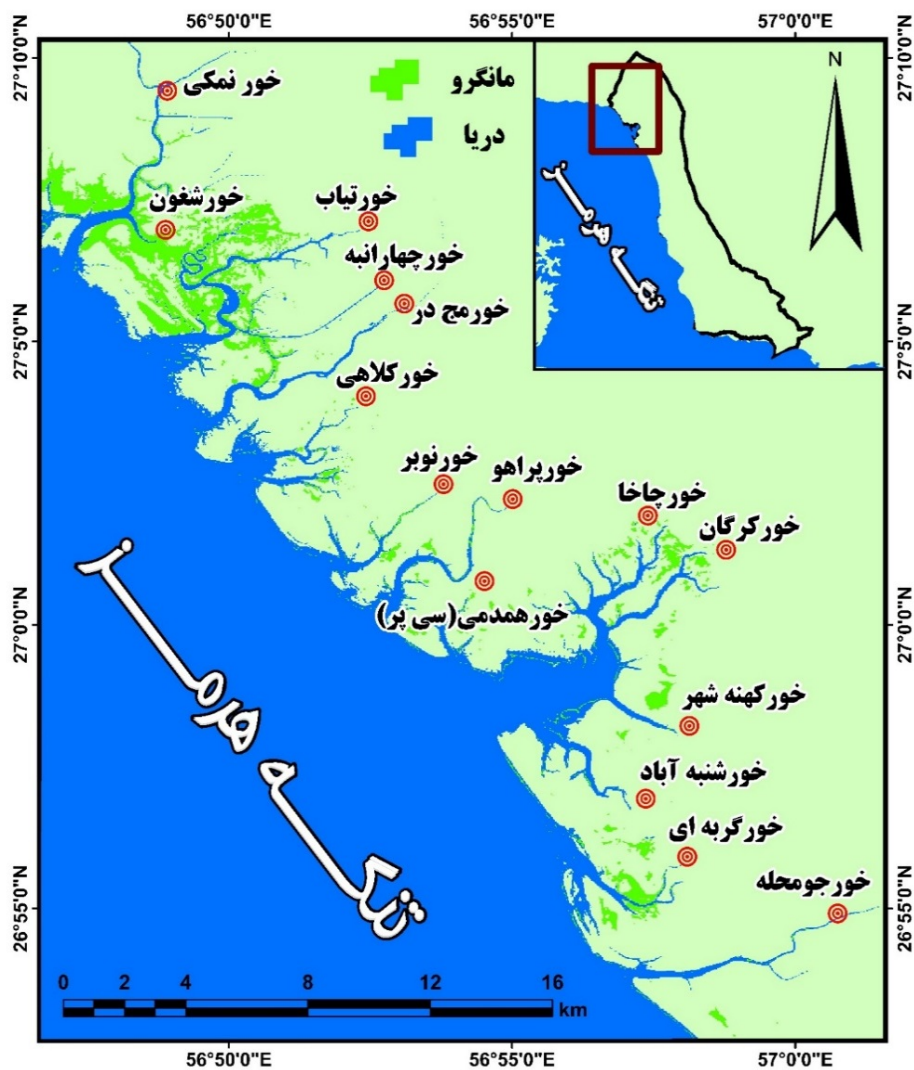 56°50'0"E 56°55'0"E 57°0'0"E
27°10'0"N
27°5'0"N
27°0'0"N
26°55'0"N
مانگرو
دریا
N
تنگه هرمز
خور نمکی
خورشغون
خورتیاب
خورچهارانبه
خورمچ در
خورکلاهی
خورنوبر
خورپراهو
خورچاخا
خورکرگان
خورهمدمی(سی پر)
خورکهنه شهر
خورشنبه آباد
خورگربه ای
خورجومحله
تنگه هرمز
0 2 4 8 12 16
km
27°10'0"N
27°5'0"N
27°0'0"N
26°55'0"N
56°50'0"E 56°55'0"E 57°0'0"E